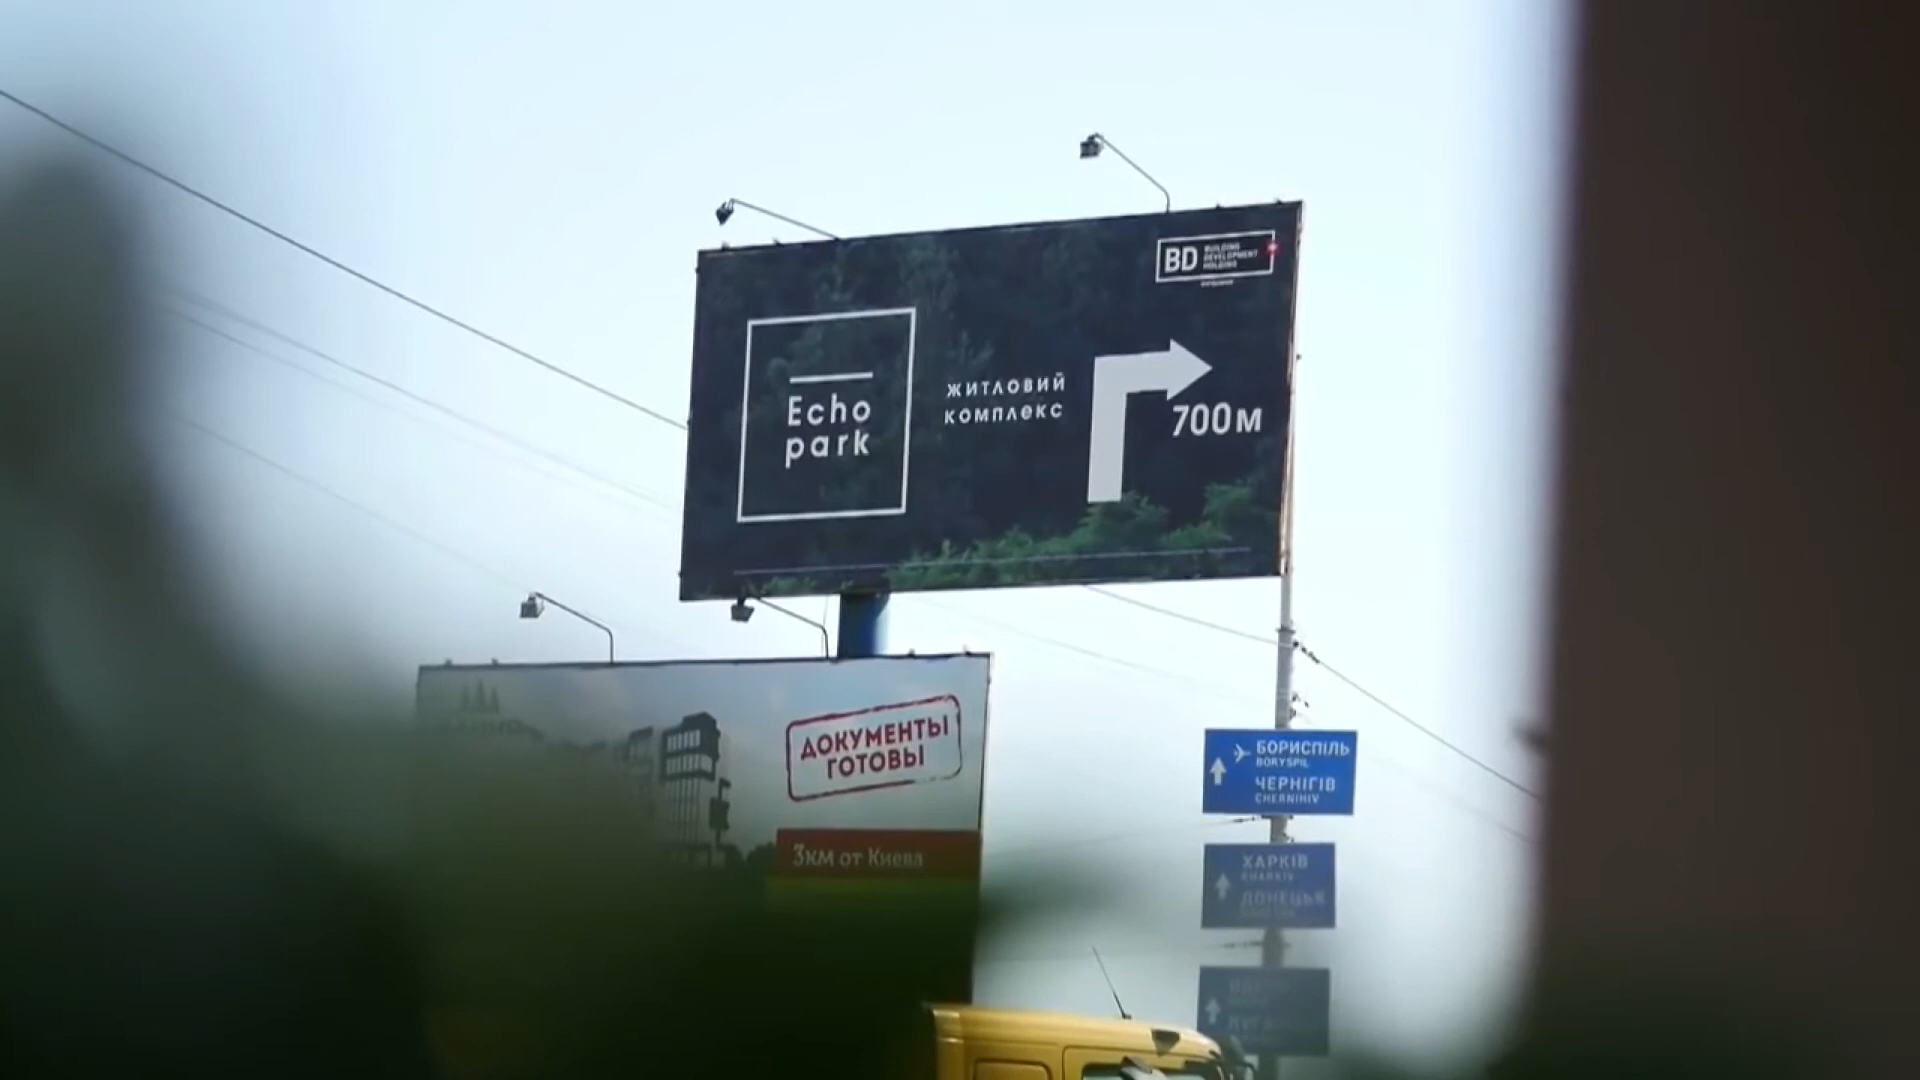 BD
BUILDING
DEVELOPMENT
HOLDING
Echo
park
житловий
комплекс
700м
ДОКУМЕНТЫ
ГОТОВЫ
3км от Киева
БОРИСПІЛЬ
BORYSPIL
ЧЕРНІГІВ
CHERNIHIV
ХАРКІВ
KHARKIV
ДОНЕЦЬК